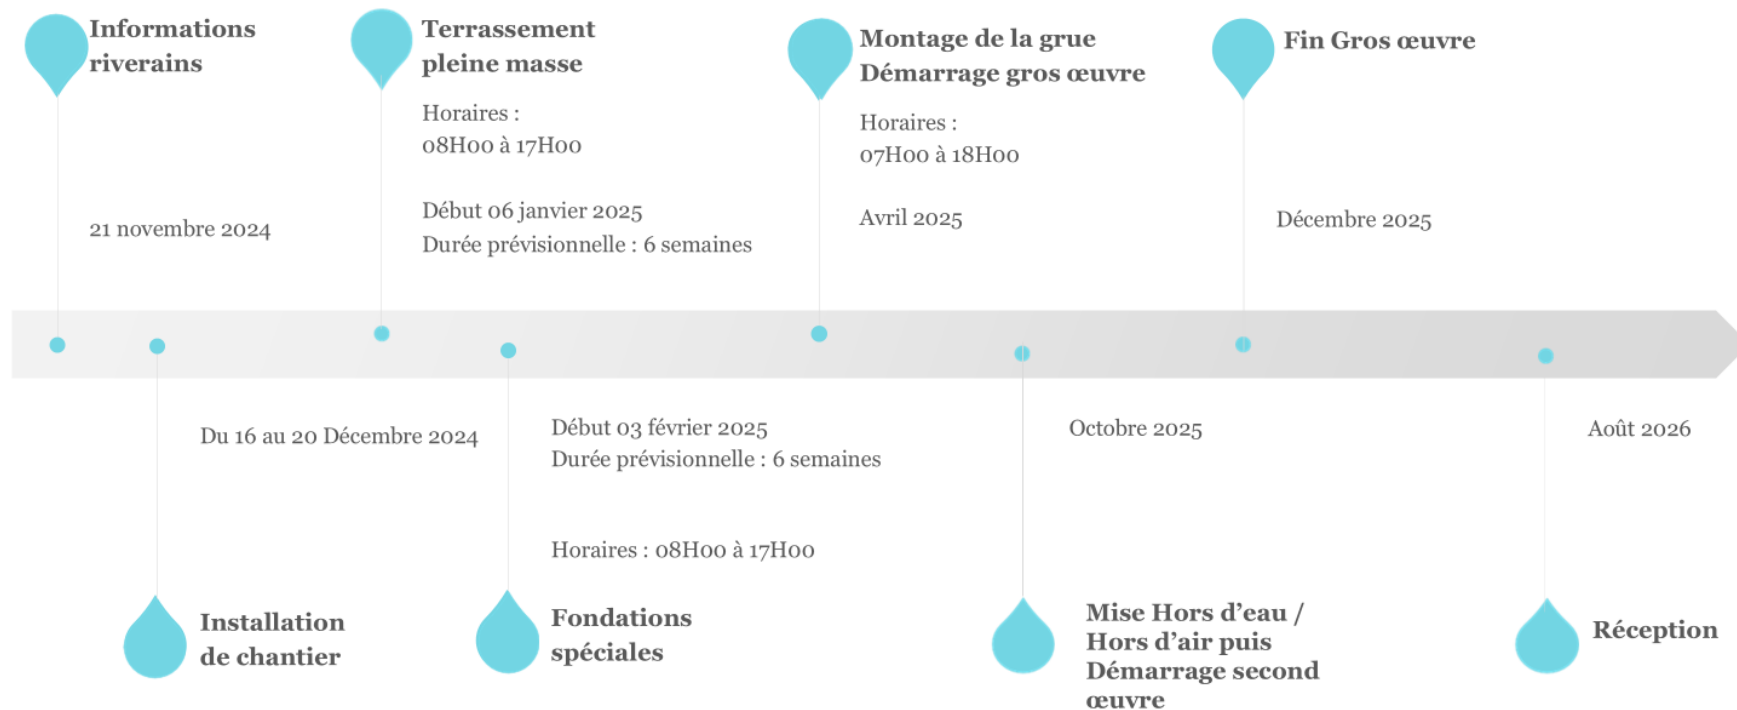 Informations
riverains
21 novembre 2024
Terrassement
pleine masse
Horaires :
08H00 à 17H00
Début 06 janvier 2025
Durée prévisionnelle : 6 semaines
Montage de la grue
Démarrage gros œuvre
Horaires :
07H00 à 18H00
Avril 2025
Fin Gros œuvre
Décembre 2025
Du 16 au 20 Décembre 2024
Installation
de chantier
Début 03 février 2025
Durée prévisionnelle : 6 semaines
Horaires : 08H00 à 17H00
Fondations
spéciales
Octobre 2025
Mise Hors d’eau /
Hors d’air puis
Démarrage second
œuvre
Août 2026
Réception